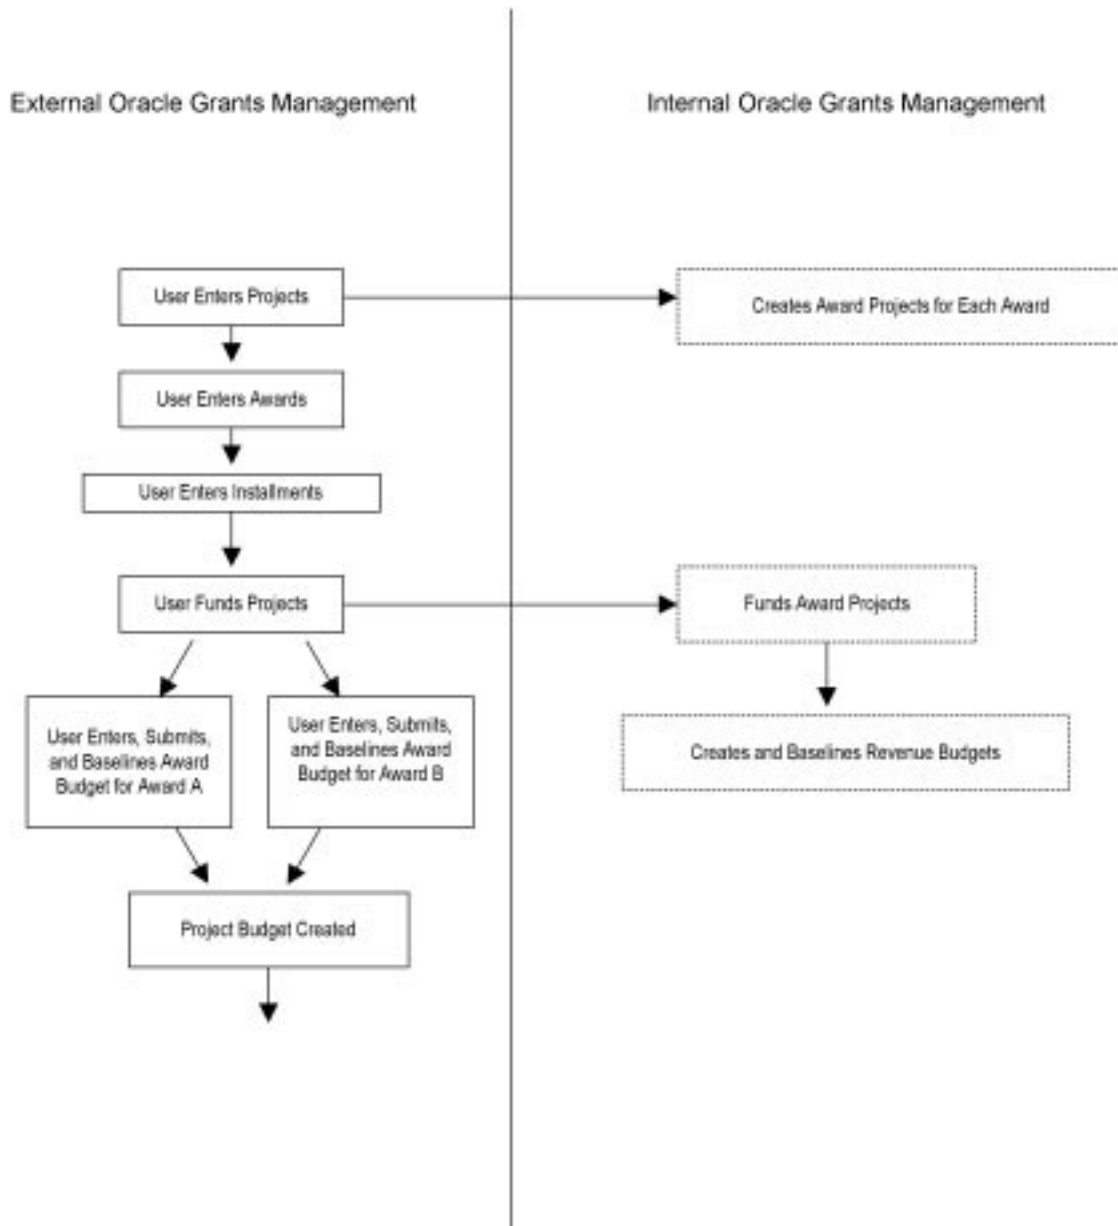 External Oracle Grants Management
Internal Oracle Grants Management
User Enters Projects
Creates Award Projects for Each Award
User Enters Awards
User Enters Installments
User Funds Projects
Funds Award Projects
User Enters, Submits,
and Baselines Award
Budget for Award A
User Enters, Submits,
and Baselines Award
Budget for Award B
Creates and Baselines Revenue Budgets
Project Budget Created